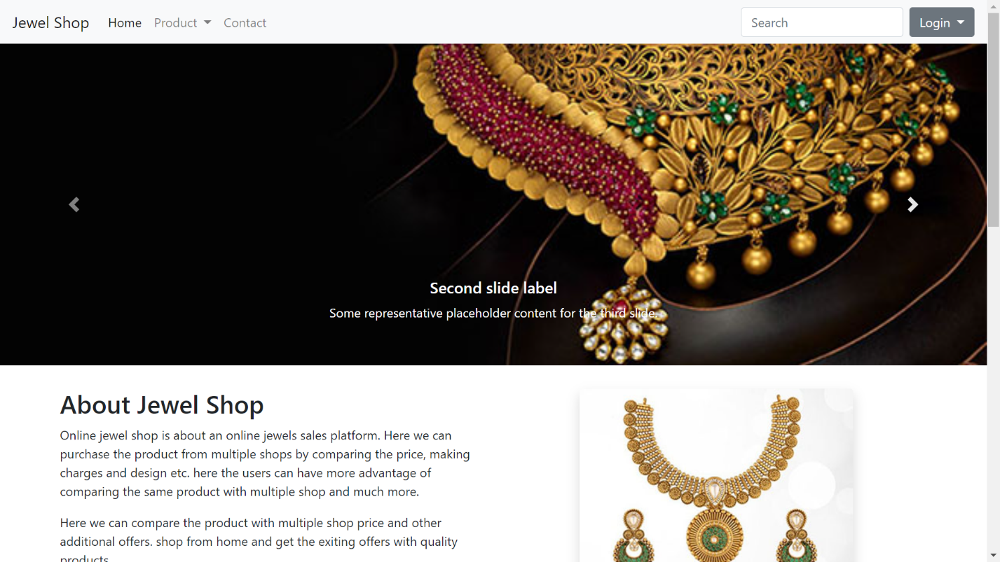 Jewel Shop Home Product Contact Search Login
Second slide label
Some representative placeholder content for the third slide.
About Jewel Shop
Online jewel shop is about an online jewels sales platform. Here we can
purchase the product from multiple shops by comparing the price, making
charges and design etc. here the users can have more advantage of
comparing the same product with multiple shop and much more.
Here we can compare the product with multiple shop price and other
additional offers. shop from home and get the exiting offers with quality
products